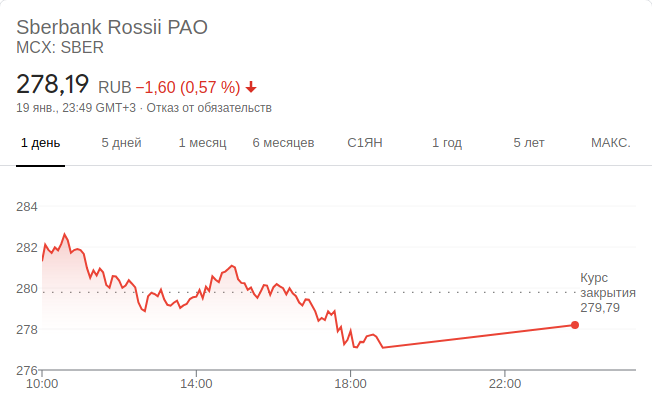 Sberbank Rossii PAO
MCX: SBER
278,19 RUB −1,60 (0,57 %)
19 янв., 23:49 GMT+3 · Отказ от обязательств
1 день 5 дней 1 месяц 6 месяцев С1ЯН 1 год 5 лет МАКС.
284
282
280
278
276
Курс
закрытия
279,79
10:00 14:00 18:00 22:00